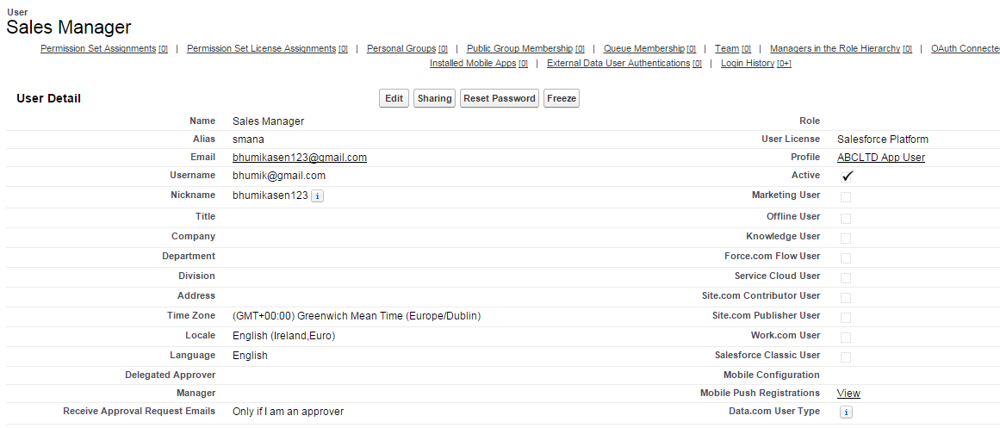 User
Sales Manager
Permission Set Assignments [0] | Permission Set License Assignments [0] | Personal Groups [0] | Public Group Membership [0] | Queue Membership [0] | Team [0] | Managers in the Role Hierarchy [0] | OAuth Connecte
Installed Mobile Apps [0] | External Data User Authentications [0] | Login History [0+]
User Detail Edit Sharing Reset Password Freeze
Name Sales Manager Role
Alias smana User License Salesforce Platform
Email bhumikasen123@gmail.com Profile ABCLTD App User
Username bhumik@gmail.com Active
Nickname bhumikasen123 i Marketing User
Title Offline User
Company Knowledge User
Department Force.com Flow User
Division Service Cloud User
Address Site.com Contributor User
Time Zone (GMT+00:00) Greenwich Mean Time (Europe/Dublin) Site.com Publisher User
Locale English (Ireland,Euro) Work.com User
Language English Salesforce Classic User
Delegated Approver Mobile Configuration
Manager Mobile Push Registrations View
Receive Approval Request Emails Only if I am an approver Data.com User Type i